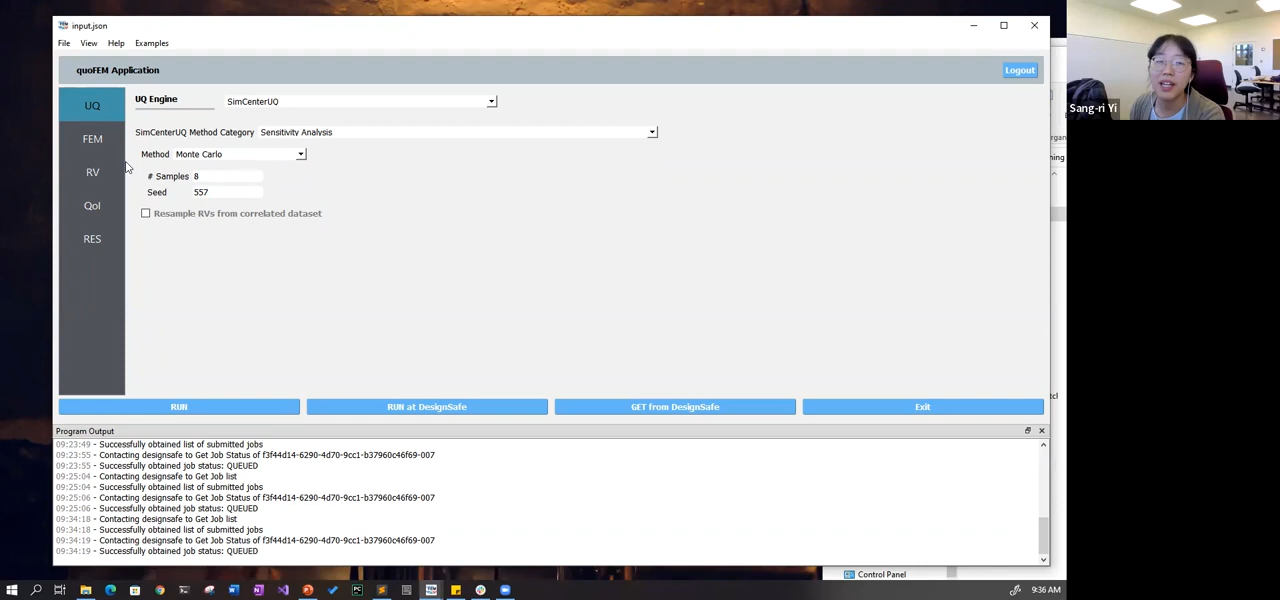 input.json
File View Help Examples
quoFEM Application
Logout
UQ
FEM
RV
QoI
RES
UQ Engine SimCenterUQ
SimCenterUQ Method Category Sensitivity Analysis
Method Monte Carlo
# Samples 8
Seed 557
Resample RVs from correlated dataset
RUN RUN at DesignSafe GET from DesignSafe Exit
Program Output
09:23:49 - Successfully obtained list of submitted jobs
09:23:55 - Contacting designsafe to Get Job Status of f3f44d14-6290-4d70-9cc1-b37960c46f69-007
09:23:55 - Successfully obtained job status: QUEUED
09:25:04 - Contacting designsafe to Get Job list
09:25:04 - Successfully obtained list of submitted jobs
09:25:06 - Contacting designsafe to Get Job Status of f3f44d14-6290-4d70-9cc1-b37960c46f69-007
09:25:06 - Successfully obtained job status: QUEUED
09:34:18 - Contacting designsafe to Get Job list
09:34:18 - Successfully obtained list of submitted jobs
09:34:19 - Contacting designsafe to Get Job Status of f3f44d14-6290-4d70-9cc1-b37960c46f69-007
09:34:19 - Successfully obtained job status: QUEUED
Control Panel
9:36 AM
Sang-ri Yi
organ
ning
tcl